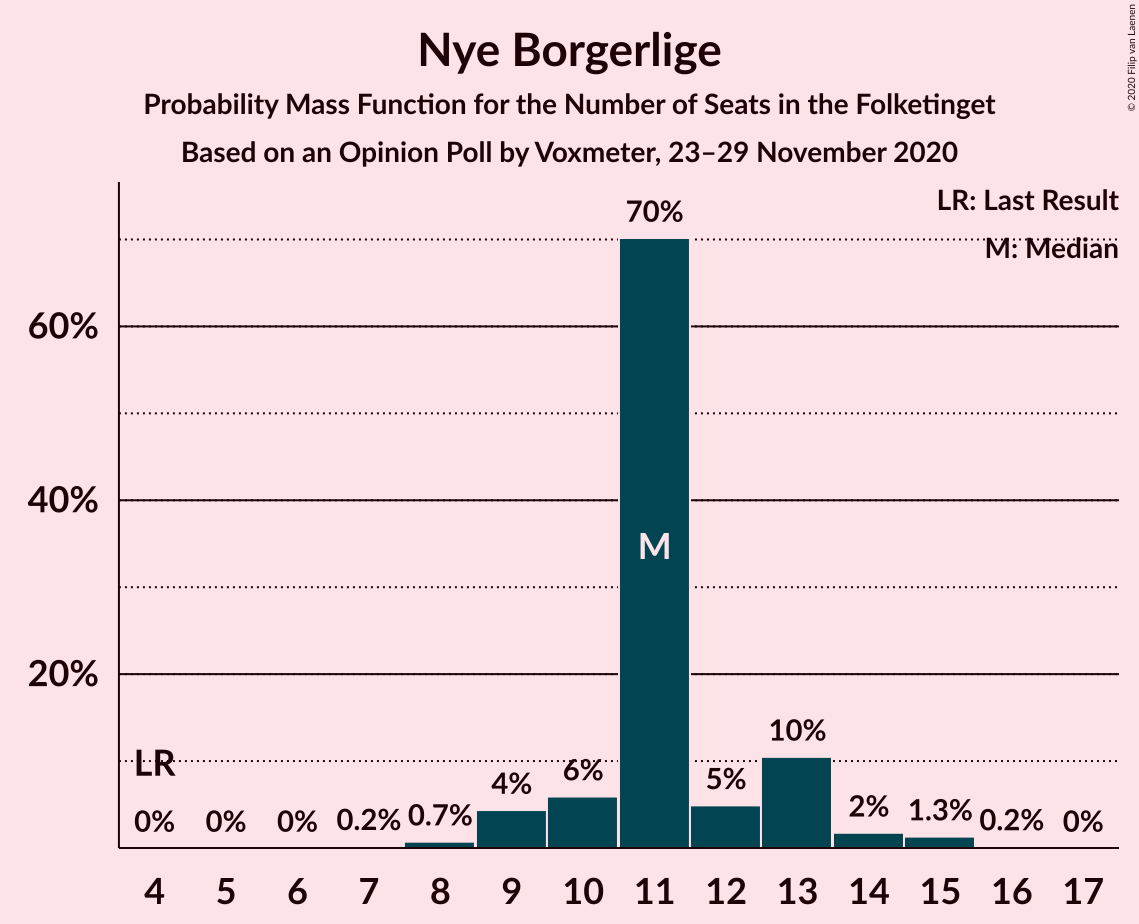 Nye Borgerlige
Probability Mass Function for the Number of Seats in the Folketinget
Based on an Opinion Poll by Voxmeter, 23–29 November 2020
© 2020 Filip van Laenen
LR: Last Result
M: Median
60%
40%
20%
LR
M
0% 0% 0% 0.2% 0.7% 4% 6% 70% 5% 10% 2% 1.3% 0.2% 0%
4 5 6 7 8 9 10 11 12 13 14 15 16 17